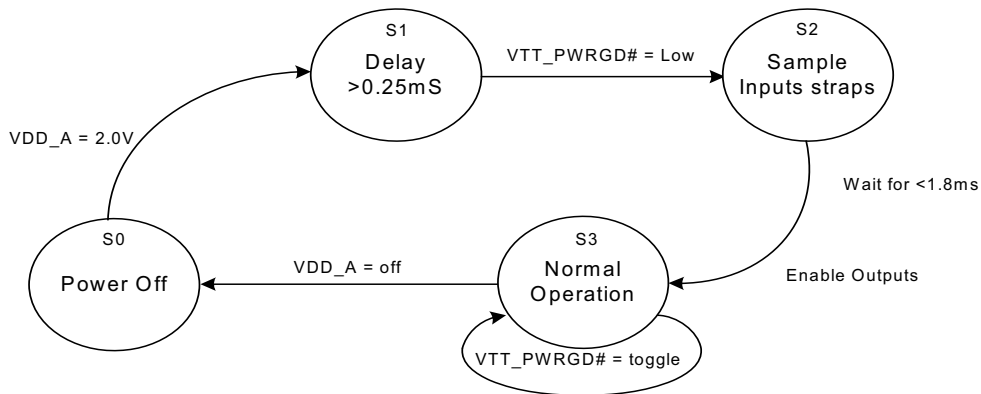 S1
Delay
>0.25mS
VTT_PWRGD# = Low
S2
Sample
Inputs straps
VDD_A = 2.0V
Wait for <1.8ms
Enable Outputs
S0
Power Off
VDD_A = off
S3
Normal
Operation
VTT_PWRGD# = toggle